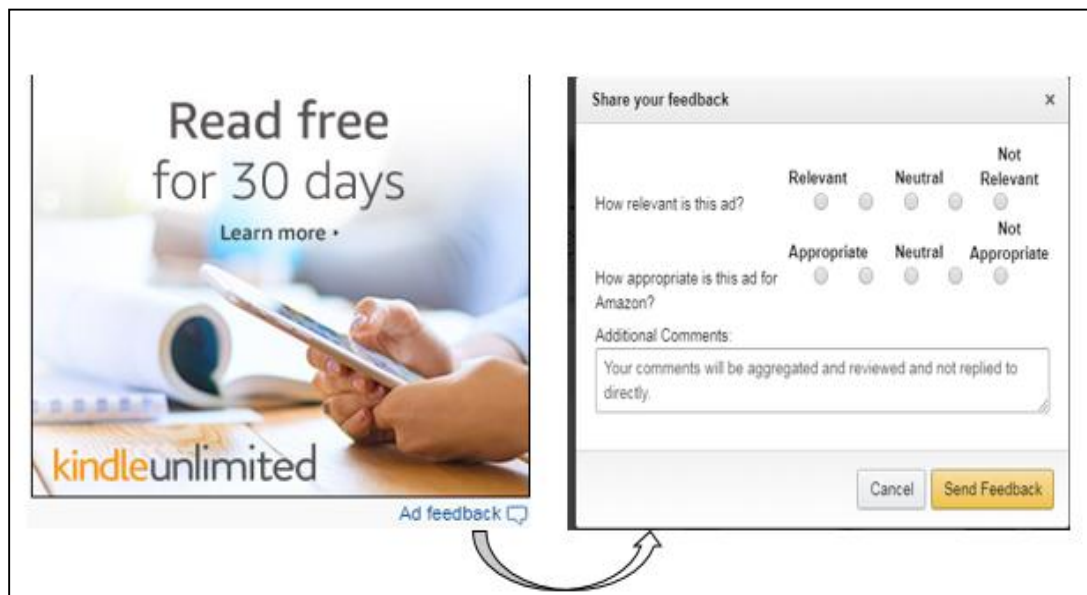 Read free
for 30 days
Learn more ▸
kindleunlimited
Ad feedback
Share your feedback x
Not
Relevant Neutral Relevant
How relevant is this ad?
Not
Appropriate Neutral Appropriate
How appropriate is this ad for
Amazon?
Additional Comments:
Your comments will be aggregated and reviewed and not replied to
directly.
Cancel Send Feedback